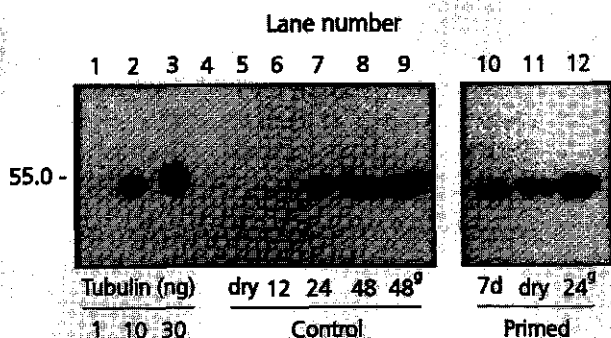 Lane number
1 2 3 4 5 6 7 8 9 10 11 12
55.0 -
Tubulin (ng) dry 12 24 48 48g 7d dry 24g
1 10 30 Control Primed